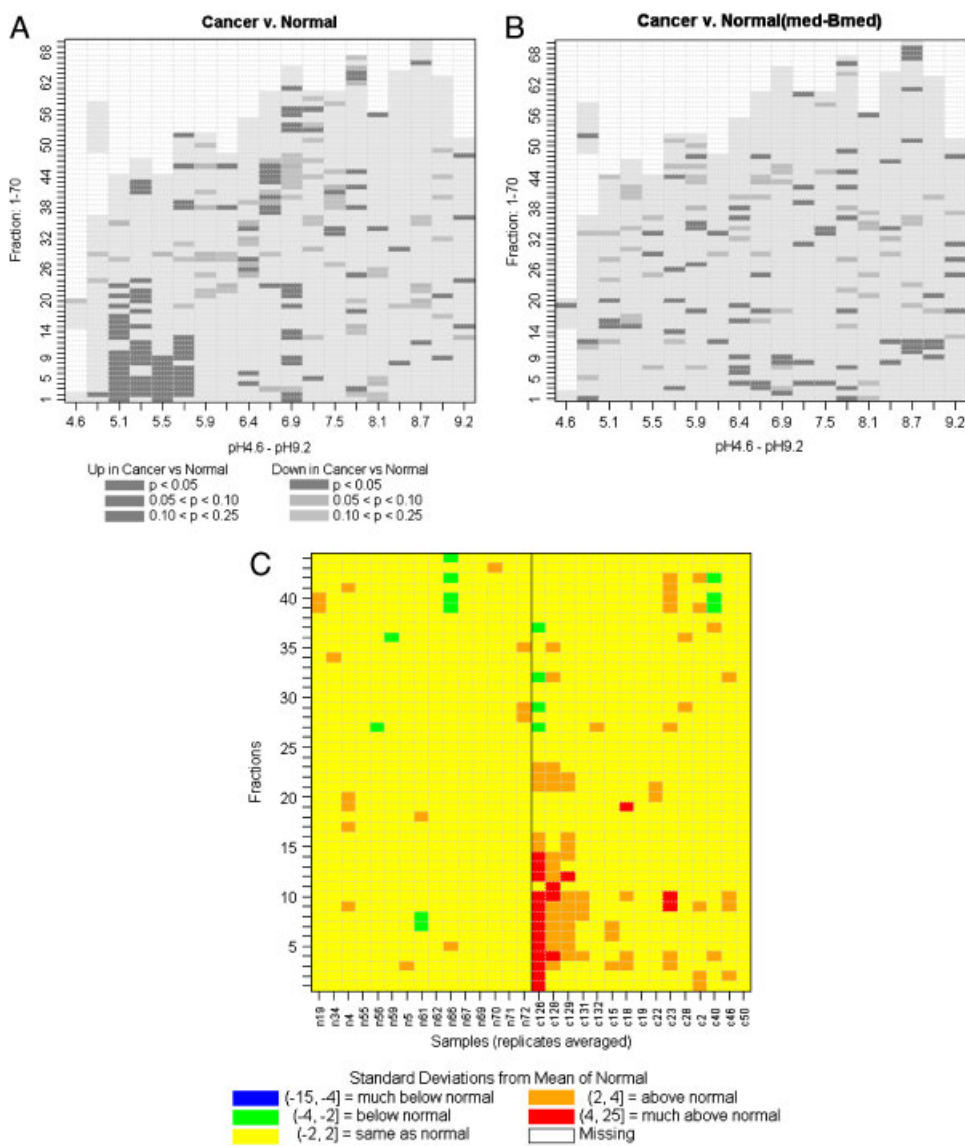 A
Cancer v. Normal
Fraction: 1-70
68
62
56
50
44
38
32
26
20
14
9
5
1
4.6 5.1 5.5 5.9 6.4 6.9 7.5 8.1 8.7 9.2
pH4.6 - pH9.2
Up in Cancer vs Normal
p < 0.05
0.05 < p < 0.10
0.10 < p < 0.25
Down in Cancer vs Normal
p < 0.05
0.05 < p < 0.10
0.10 < p < 0.25
B
Cancer v. Normal(med-Bmed)
Fraction: 1-70
68
62
56
50
44
38
32
26
20
14
9
5
1
4.6 5.1 5.5 5.9 6.4 6.9 7.5 8.1 8.7 9.2
pH4.6 - pH9.2
C
Fractions
40
35
30
25
20
15
10
5
n19 n34 n4 n55 n56 n59 n5 n61 n62 n66 n67 n69 n70 n71 n72 c126 c128 c129 c131 c132 c15 c18 c19 c22 c23 c28 c2 c40 c46 c50
Samples (replicates averaged)
Standard Deviations from Mean of Normal
(-15, -4] = much below normal
(-4, -2] = below normal
(-2, 2] = same as normal
(2, 4] = above normal
(4, 25] = much above normal
Missing